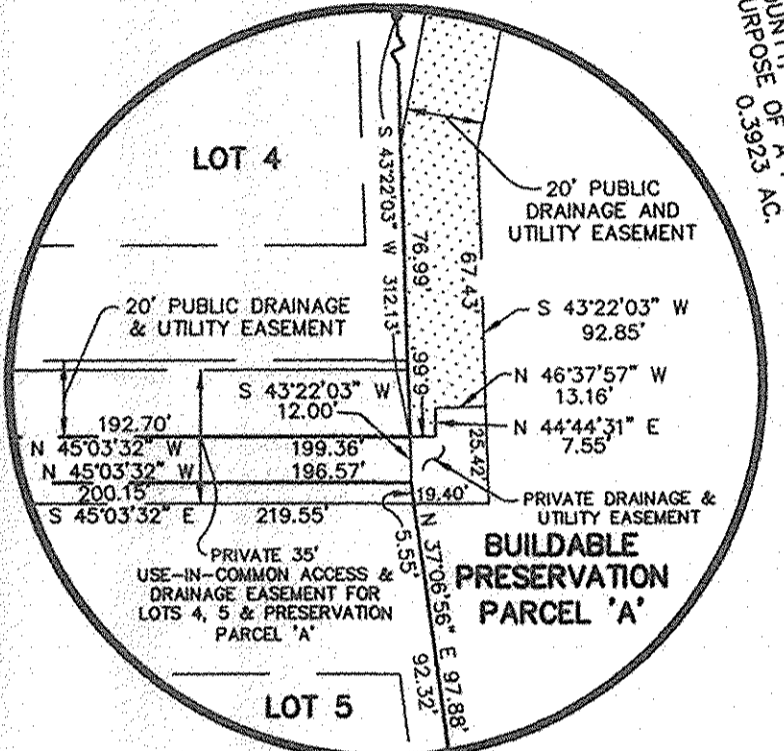 PURPOSE OF A
0.3923 AC.
LOT 4
S 43°22'03" W 312.13'
76.99'
6.66'
67.43'
20' PUBLIC
DRAINAGE AND
UTILITY EASEMENT
20' PUBLIC DRAINAGE
& UTILITY EASEMENT
S 43°22'03" W
92.85'
S 43°22'03" W
12.00'
N 46°37'57" W
13.16'
N 44°44'31" E
7.55'
25.42'
192.70'
N 45°03'32" W 199.36'
N 45°03'32" W 196.57'
200.15
S 45°03'32" E 219.55'
19.40'
5.55'
PRIVATE DRAINAGE &
UTILITY EASEMENT
PRIVATE 35'
USE-IN-COMMON ACCESS &
DRAINAGE EASEMENT FOR
LOTS 4, 5 & PRESERVATION
PARCEL 'A'
BUILDABLE
PRESERVATION
PARCEL 'A'
N 37°06'56" E 97.88'
92.32'
LOT 5